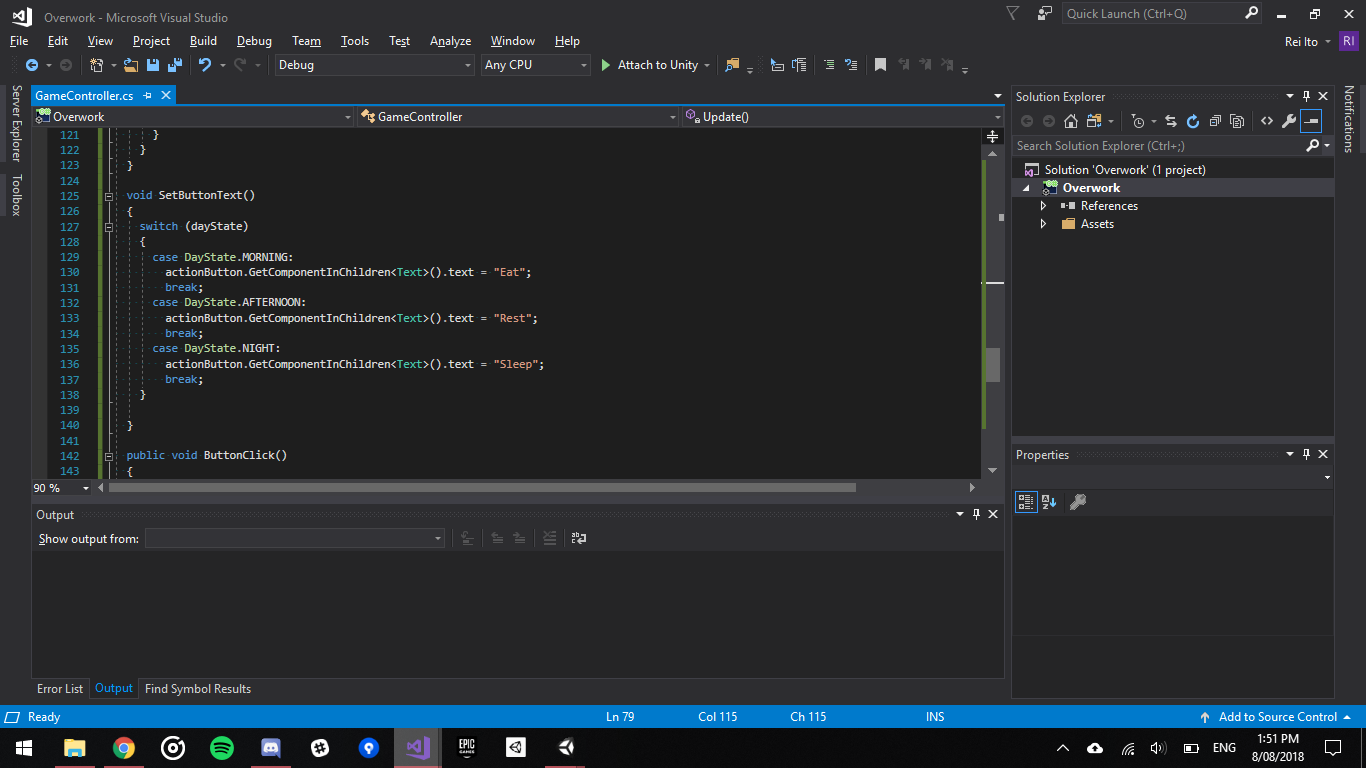 Overwork - Microsoft Visual Studio
Quick Launch (Ctrl+Q)
File Edit View Project Build Debug Team Tools Test Analyze Window Help
Rei Ito RI
Debug Any CPU Attach to Unity
Server Explorer
Toolbox
GameController.cs
Overwork GameController Update()
121 }
122 }
123 }
124
125 void SetButtonText()
126 {
127 switch (dayState)
128 {
129 case DayState.MORNING:
130 actionButton.GetComponentInChildren<Text>().text = "Eat";
131 break;
132 case DayState.AFTERNOON:
133 actionButton.GetComponentInChildren<Text>().text = "Rest";
134 break;
135 case DayState.NIGHT:
136 actionButton.GetComponentInChildren<Text>().text = "Sleep";
137 break;
138 }
139
140 }
141
142 public void ButtonClick()
143 {
90 %
Output
Show output from:
Error List Output Find Symbol Results
Solution Explorer
Search Solution Explorer (Ctrl+;)
Solution 'Overwork' (1 project)
Overwork
References
Assets
Properties
Notifications
Ready Ln 79 Col 115 Ch 115 INS Add to Source Control
EPIC
GAMES
ENG
1:51 PM
8/08/2018